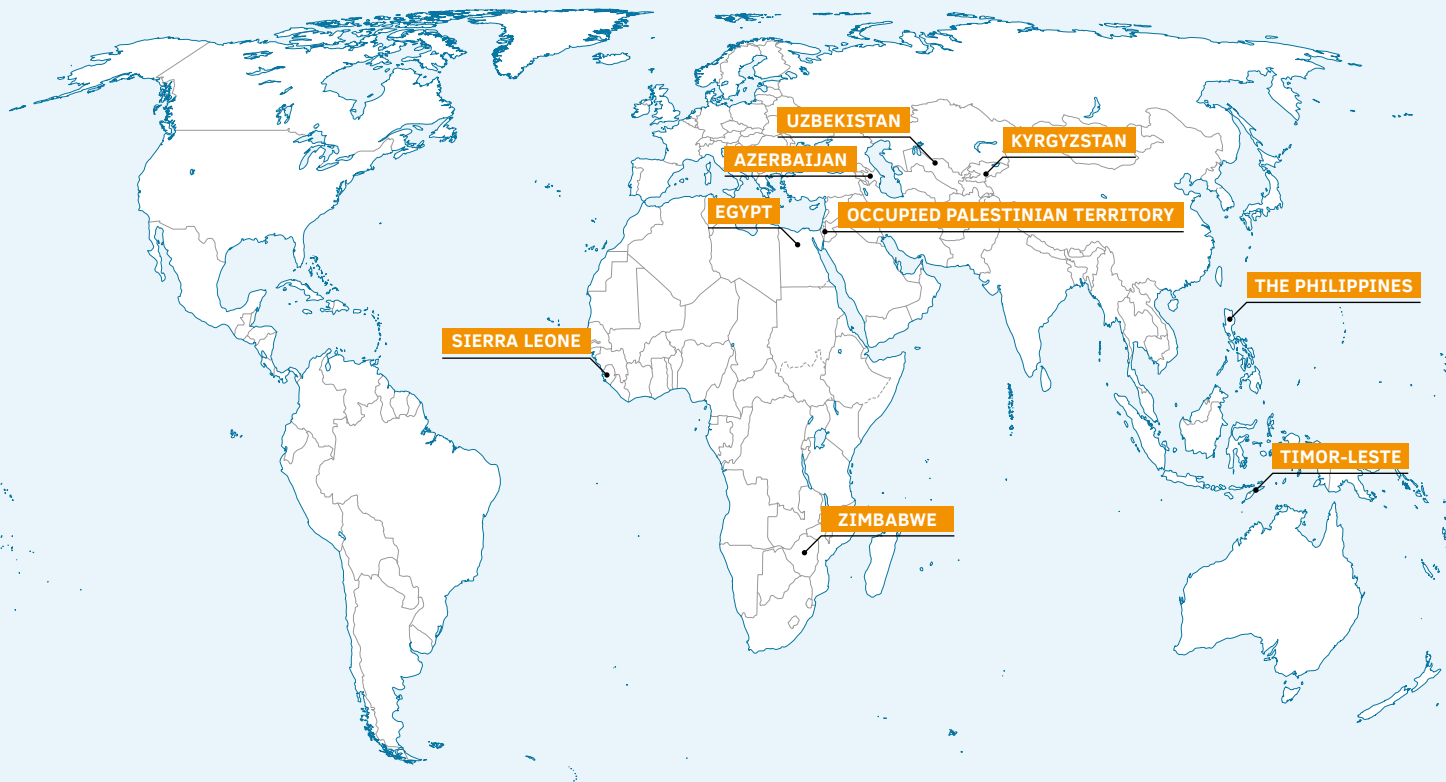 UZBEKISTAN
KYRGYZSTAN
AZERBAIJAN
EGYPT
OCCUPIED PALESTINIAN TERRITORY
THE PHILIPPINES
SIERRA LEONE
TIMOR-LESTE
ZIMBABWE